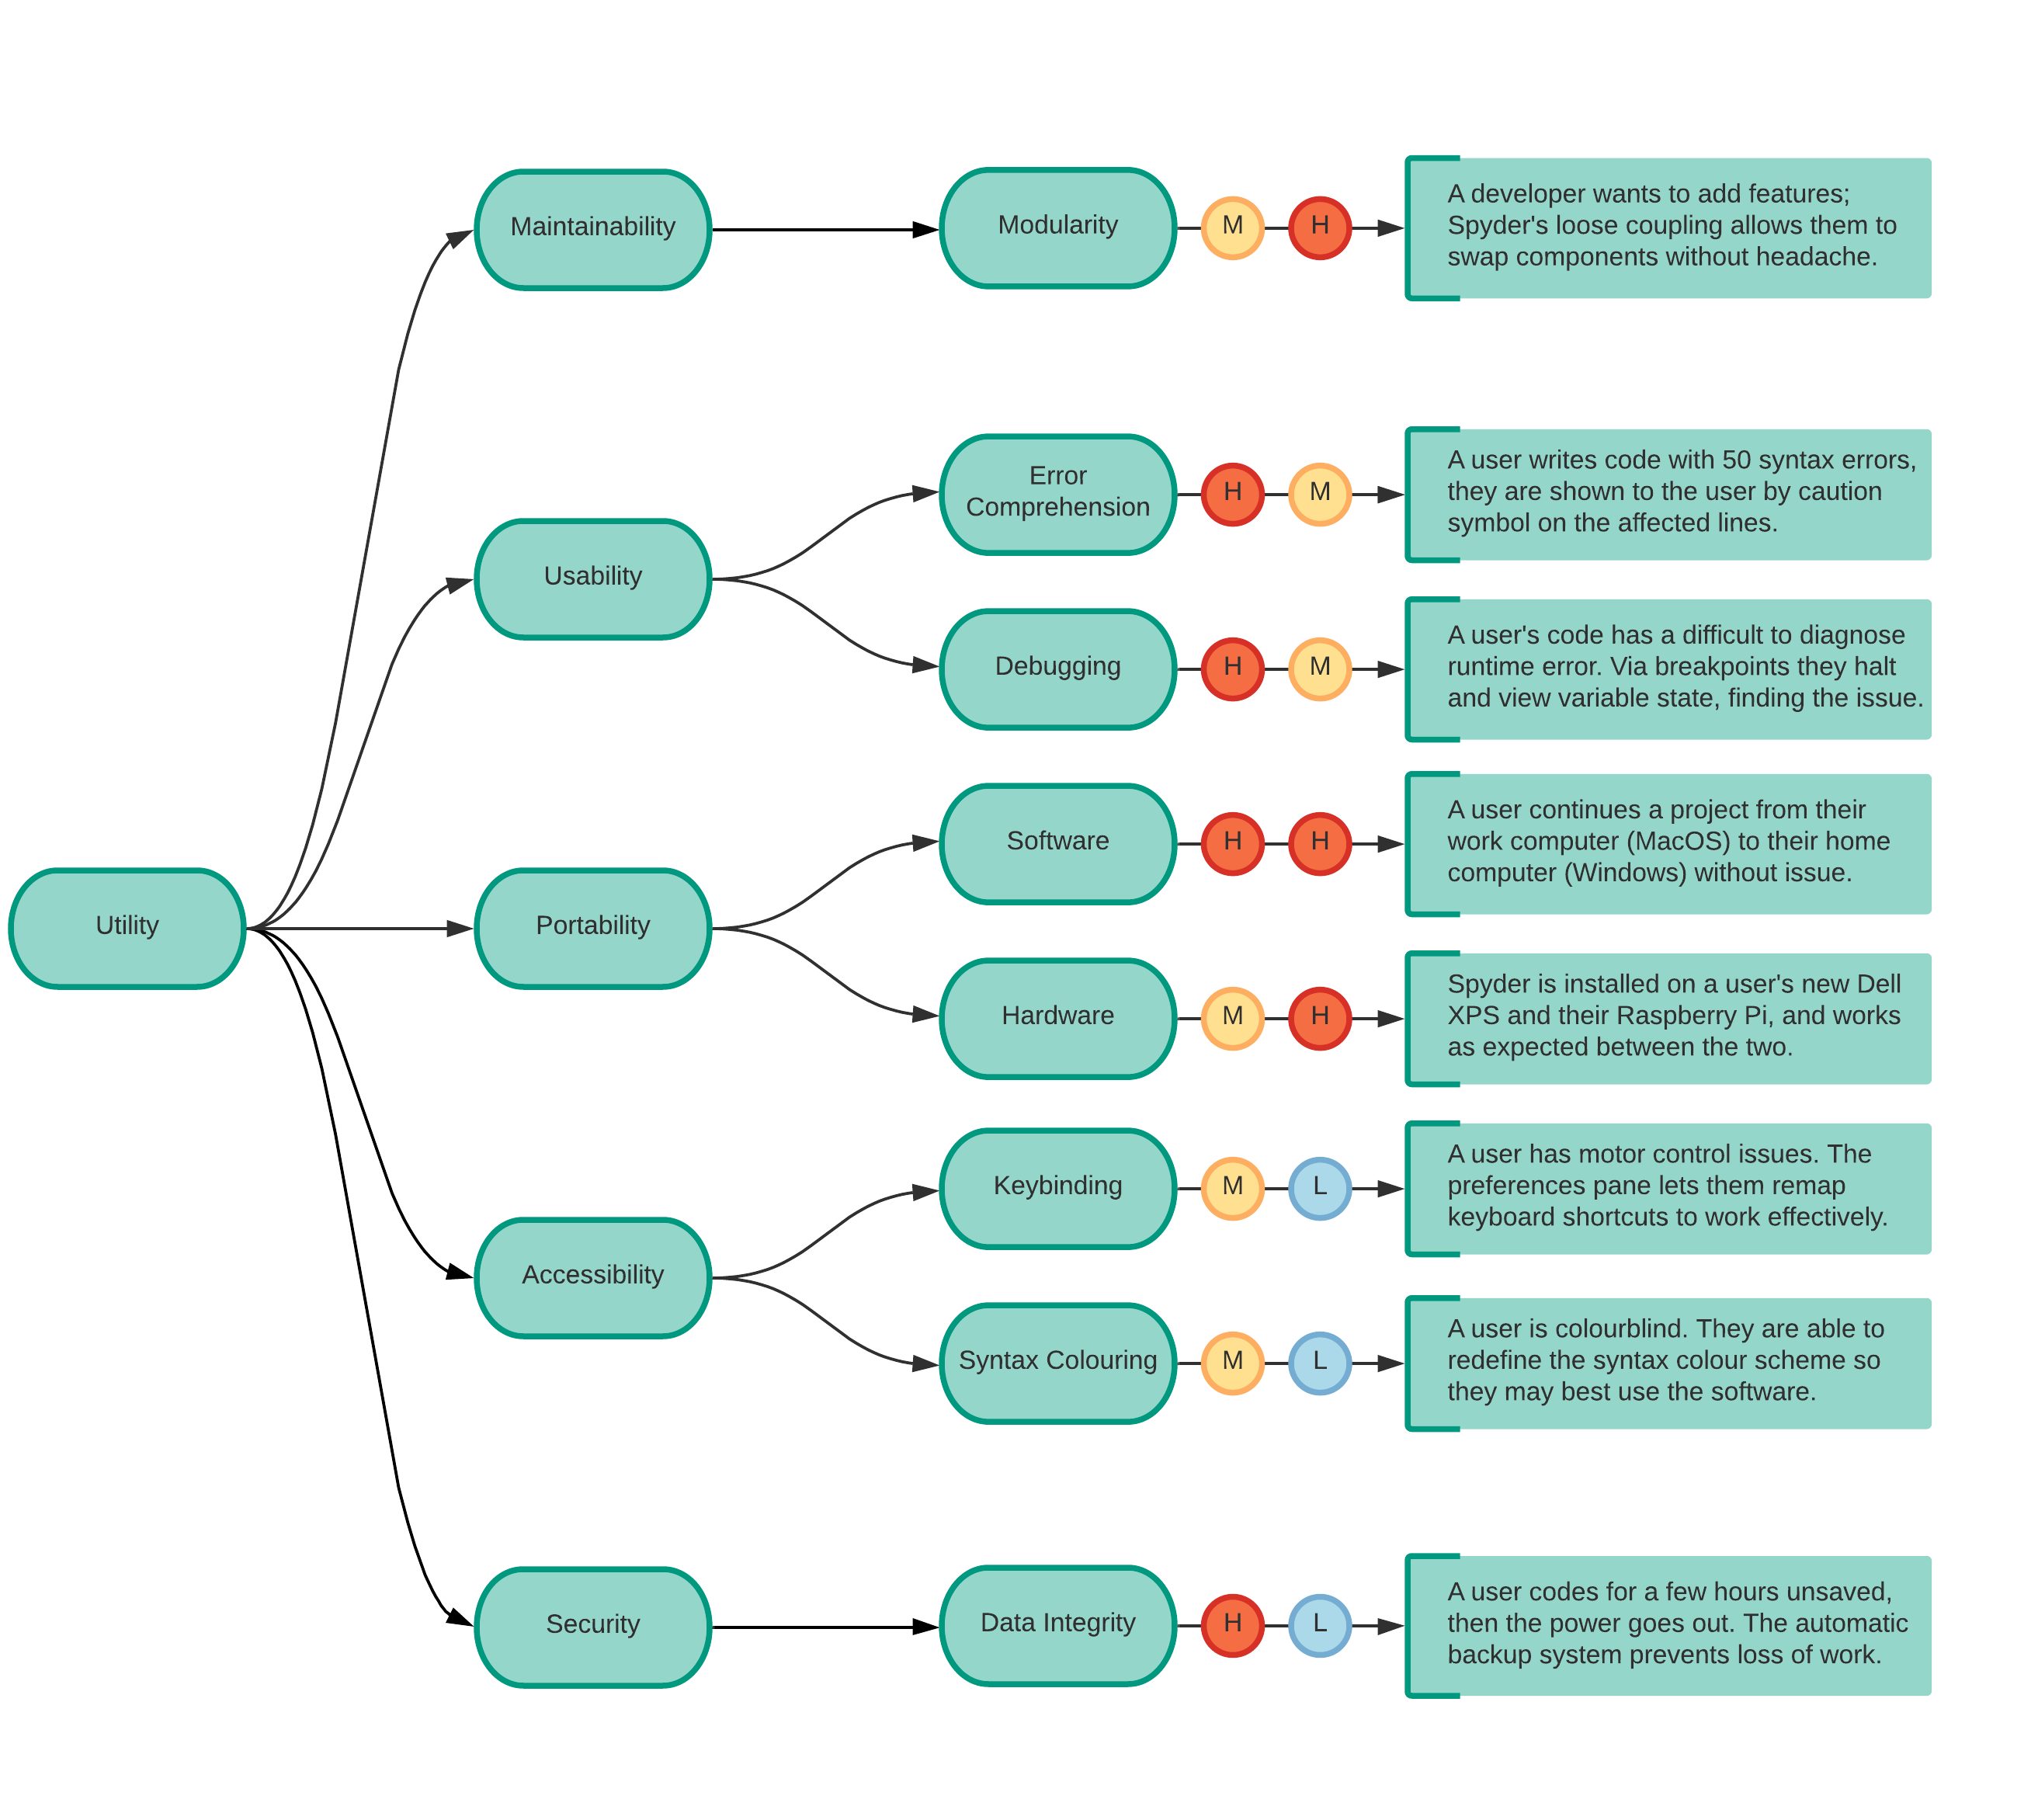 Utility
Maintainability
Modularity
M
H
A developer wants to add features;
Spyder's loose coupling allows them to
swap components without headache.
Usability
Error
Comprehension
H
M
A user writes code with 50 syntax errors,
they are shown to the user by caution
symbol on the affected lines.
Debugging
H
M
A user's code has a difficult to diagnose
runtime error. Via breakpoints they halt
and view variable state, finding the issue.
Portability
Software
H
H
A user continues a project from their
work computer (MacOS) to their home
computer (Windows) without issue.
Hardware
M
H
Spyder is installed on a user's new Dell
XPS and their Raspberry Pi, and works
as expected between the two.
Accessibility
Keybinding
M
L
A user has motor control issues. The
preferences pane lets them remap
keyboard shortcuts to work effectively.
Syntax Colouring
M
L
A user is colourblind. They are able to
redefine the syntax colour scheme so
they may best use the software.
Security
Data Integrity
H
L
A user codes for a few hours unsaved,
then the power goes out. The automatic
backup system prevents loss of work.